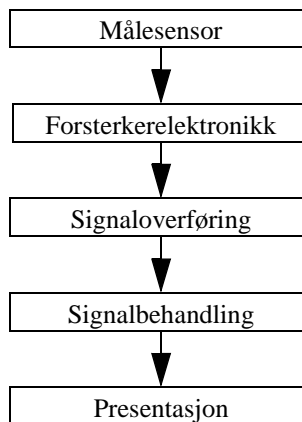 Målesensor
Forsterkerelektronikk
Signaloverføring
Signalbehandling
Presentasjon